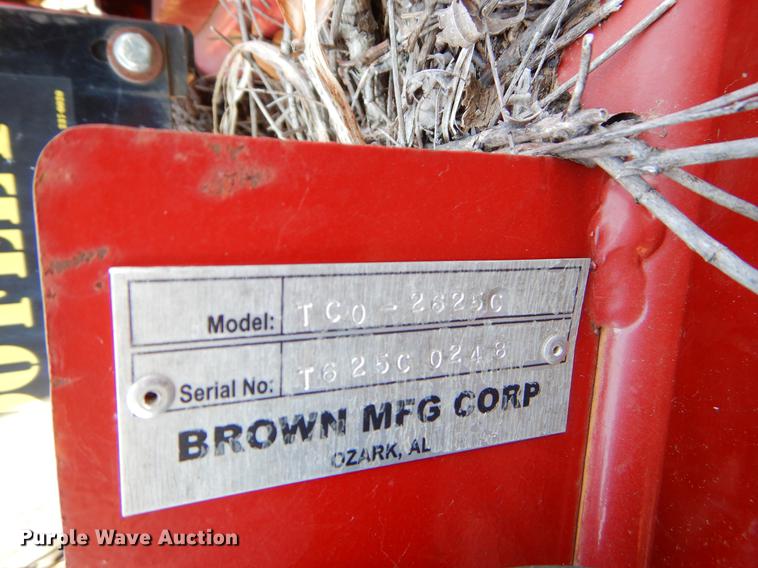 Model: TCO-2625C
Serial No: T625C 0248
BROWN MFG CORP
OZARK, AL
Purple Wave Auction